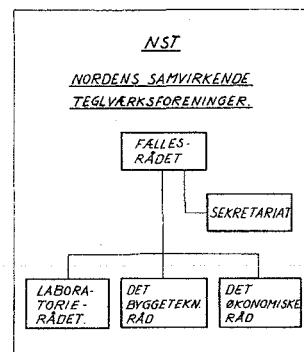 NST
NORDENS SAMVIRKENDE
TEGLVÆRKSFORENINGER.
FÆLLES-
RÅDET
SEKRETARIAT
LABORA-
TORIE-
RÅDET.
DET
BYGGETEKN.
RÅD
DET
ØKONOMISKE
RÅD